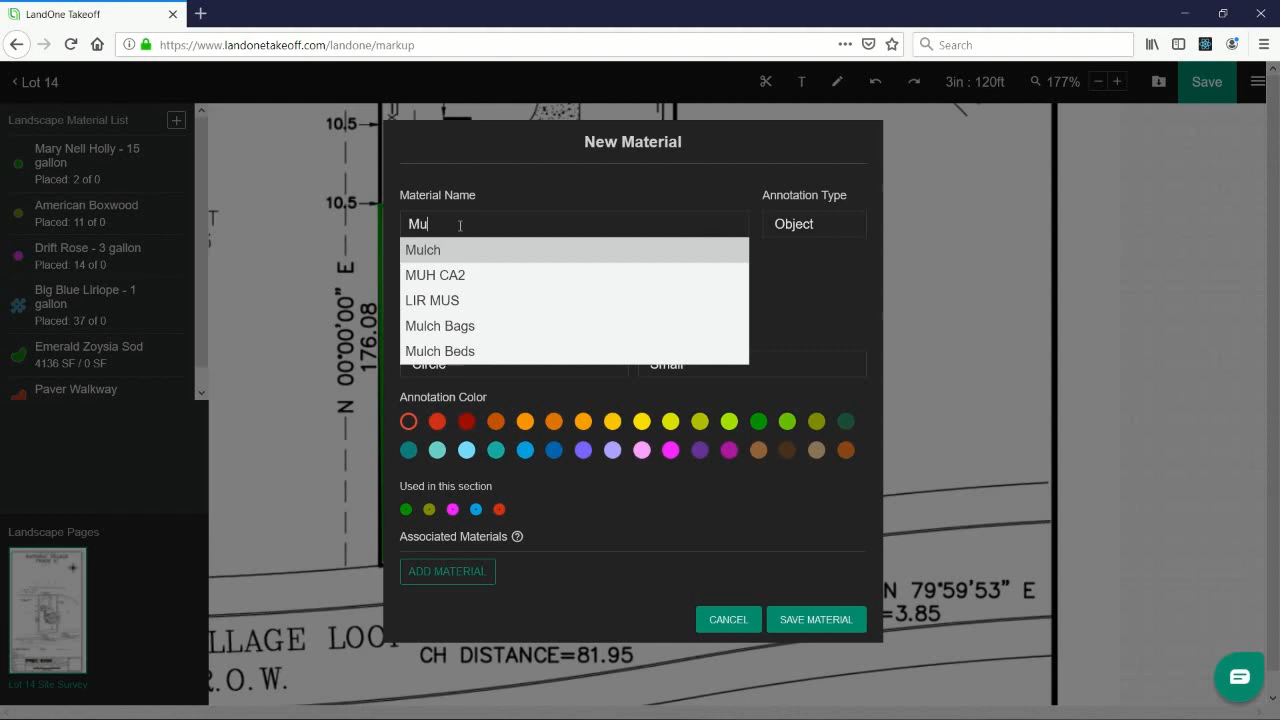 LandOne Takeoff
https://www.landonetakeoff.com/landone/markup
Search
Lot 14
T
3in : 120ft
177%
Save
Landscape Material List
Mary Nell Holly - 15
gallon
Placed: 2 of 0
American Boxwood
Placed: 11 of 0
Drift Rose - 3 gallon
Placed: 14 of 0
Big Blue Liriope - 1
gallon
Placed: 37 of 0
Emerald Zoysia Sod
4136 SF / 0 SF
Paver Walkway
Landscape Pages
Lot 14 Site Survey
10.5
10.5
N 00°00'00" E
176.08
New Material
Material Name
Annotation Type
Mu
Object
Mulch
MUH CA2
LIR MUS
Mulch Bags
Mulch Beds
Circle
Small
Annotation Color
Used in this section
Associated Materials
ADD MATERIAL
CANCEL
SAVE MATERIAL
N 79°59'53" E
=3.85
ILLAGE LOO
CH DISTANCE=81.95
R.O.W.